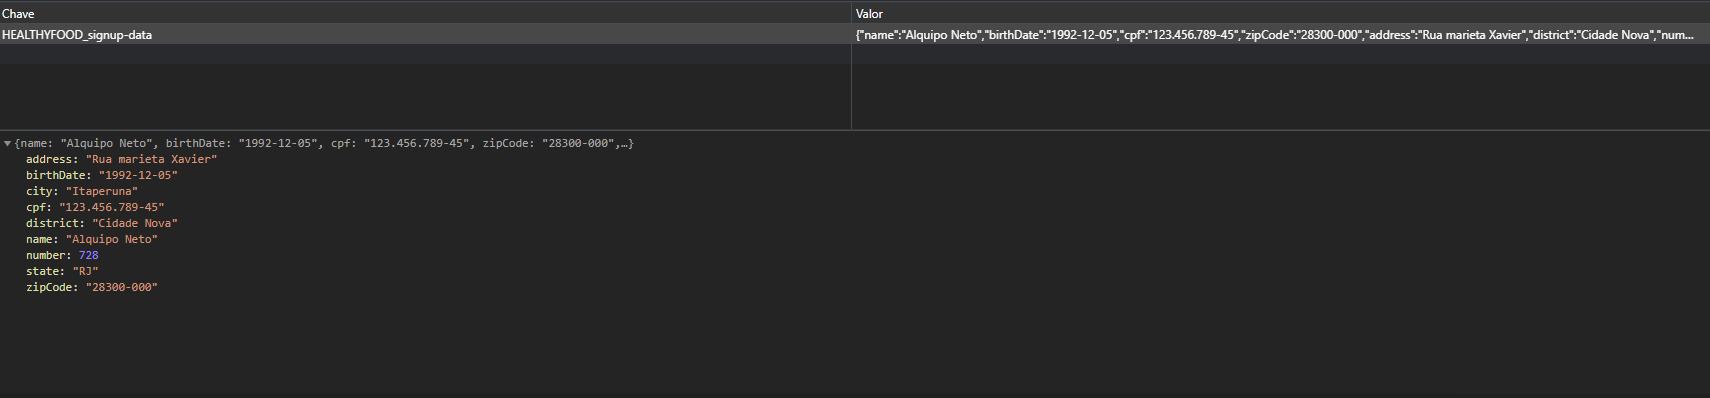 Chave Valor
HEALTHYFOOD_signup-data {"name":"Alquipo Neto","birthDate":"1992-12-05","cpf":"123.456.789-45","zipCode":"28300-000","address":"Rua marieta Xavier","district":"Cidade Nova","num...
{name: "Alquipo Neto", birthDate: "1992-12-05", cpf: "123.456.789-45", zipCode: "28300-000",…}
address: "Rua marieta Xavier"
birthDate: "1992-12-05"
city: "Itaperuna"
cpf: "123.456.789-45"
district: "Cidade Nova"
name: "Alquipo Neto"
number: 728
state: "RJ"
zipCode: "28300-000"